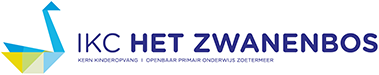 IKC HET ZWANENBOS
KERN KINDEROPVANG I OPENBAAR PRIMAIR ONDERWIJS ZOETERMEER